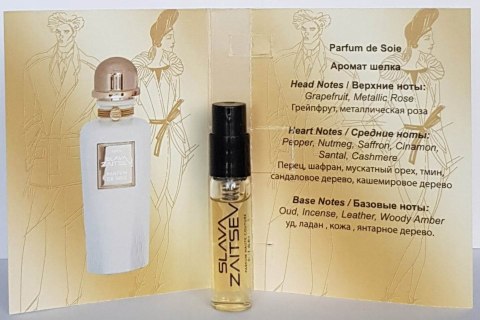 SLAVA
ZAITSEV
SLAVA
ZAITSEV
Parfum de Soie
Аромат шелка
Head Notes / Верхние ноты:
Grapefruit, Metallic Rose
Грейпфрут, металлическая роза
Heart Notes / Средние ноты:
Pepper, Nutmeg, Saffron, Cinamon,
Santal, Cashmere
Перец, шафран, мускатный орех, тмин,
сандаловое дерево, кашемировое дерево
Base Notes / Базовые ноты:
Oud, Incense, Leather, Woody Amber
уд, ладан , кожа , янтарное дерево.